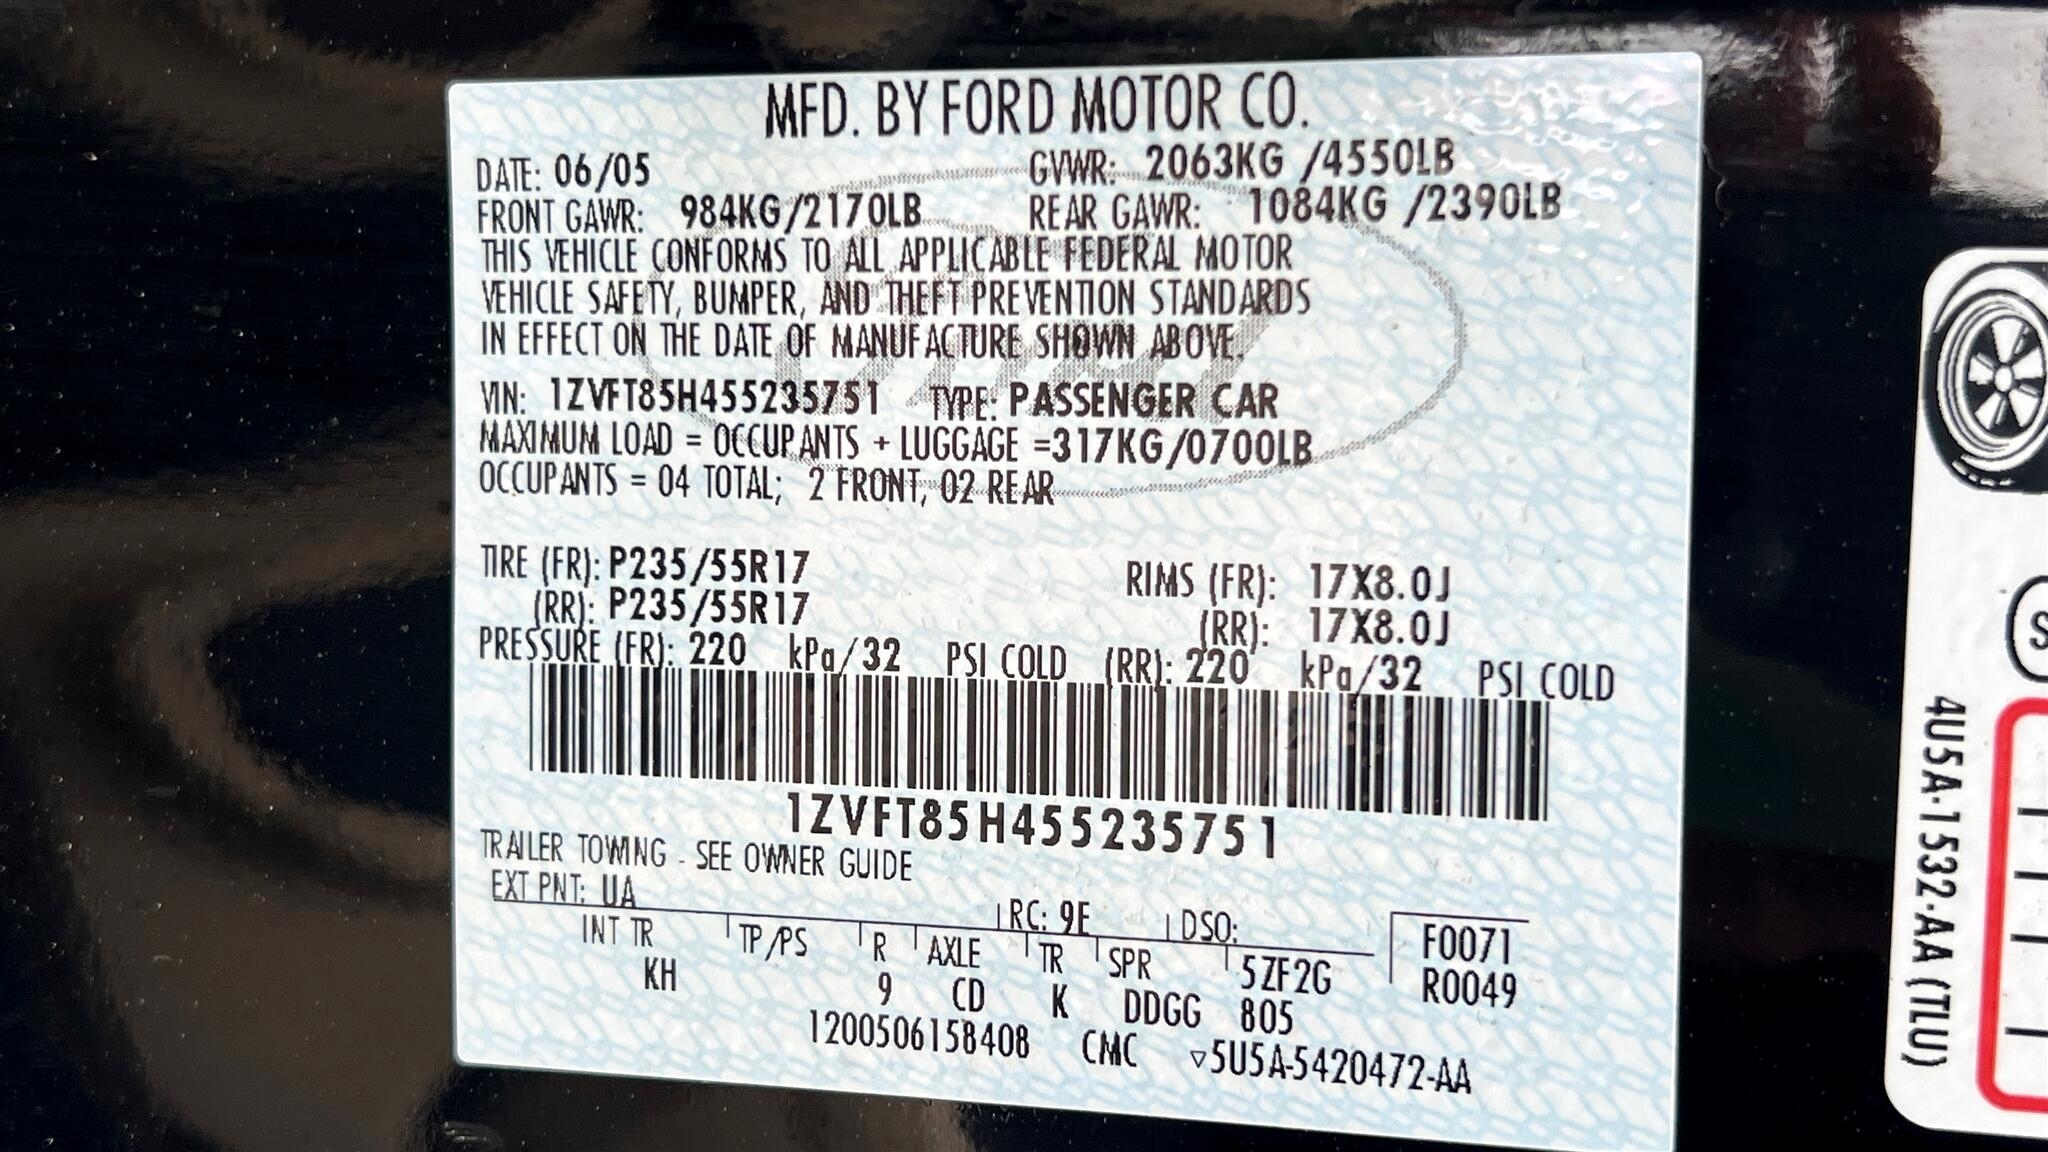 MFD. BY FORD MOTOR CO.
DATE: 06/05 GVWR: 2063KG /4550LB
FRONT GAWR: 984KG/2170LB REAR GAWR: 1084KG /2390LB
THIS VEHICLE CONFORMS TO ALL APPLICABLE FEDERAL MOTOR
VEHICLE SAFETY, BUMPER, AND THEFT PREVENTION STANDARDS
IN EFFECT ON THE DATE OF MANUFACTURE SHOWN ABOVE.
VIN: 1ZVFT85H455235751 TYPE: PASSENGER CAR
MAXIMUM LOAD = OCCUPANTS + LUGGAGE =317KG/0700LB
OCCUPANTS = 04 TOTAL; 2 FRONT, 02 REAR
TIRE (FR): P235/55R17 RIMS (FR): 17X8.0J
(RR): P235/55R17 (RR): 17X8.0J
PRESSURE (FR): 220 kPa/32 PSI COLD (RR): 220 kPa/32 PSI COLD
1ZVFT85H455235751
TRAILER TOWING - SEE OWNER GUIDE
EXT PNT: UA RC: 9E DSO: F0071
INT TR TP/PS R AXLE TR SPR 5ZF2G R0049
KH 9 CD K DDGG 805
1200506158408 CMC ▽5U5A-5420472-AA
Ford
4U5A-1532-AA (TLU)
S